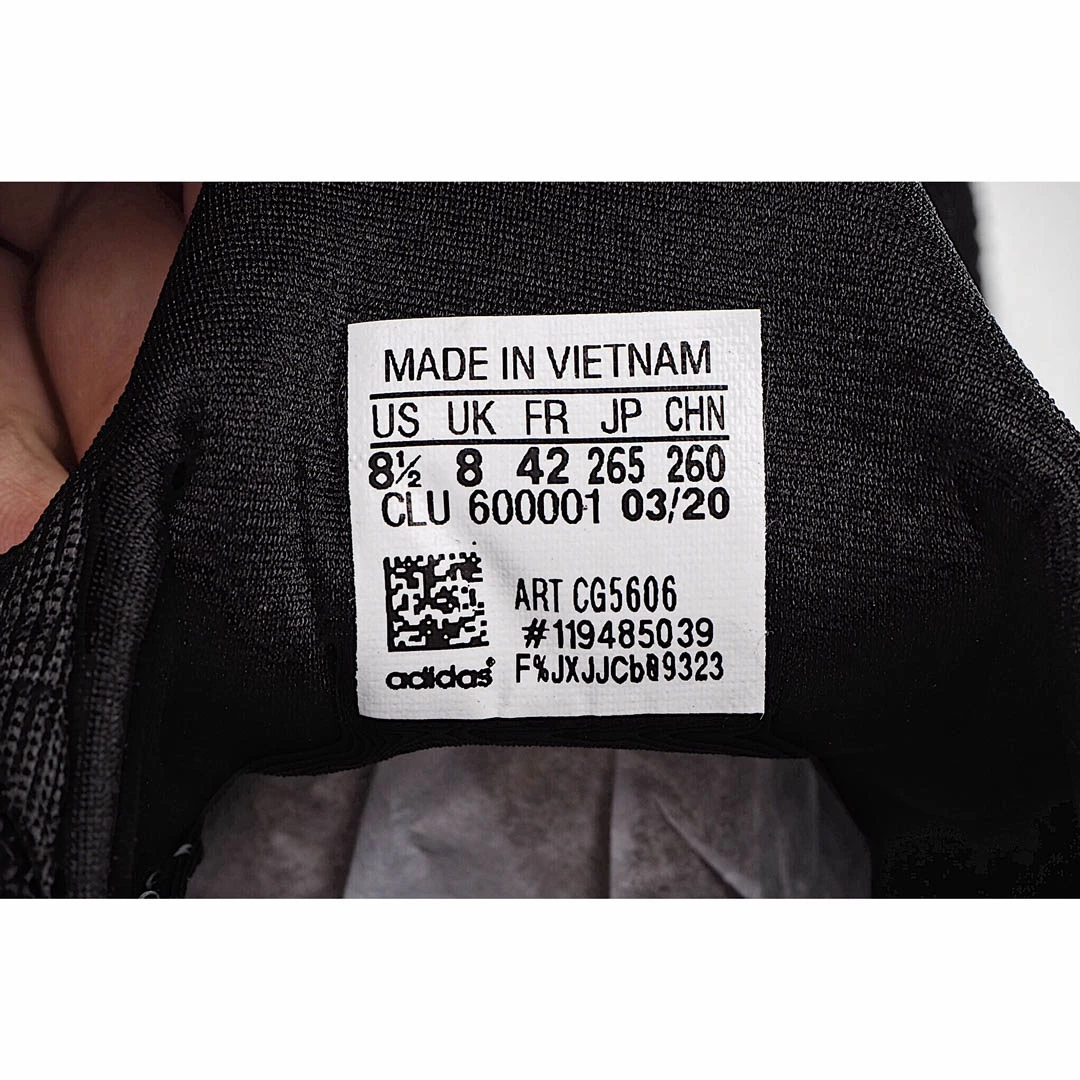 MADE IN VIETNAM
US UK FR JP CHN
8½ 8 42 265 260
CLU 600001 03/20
ART CG5606
#119485039
adidas®